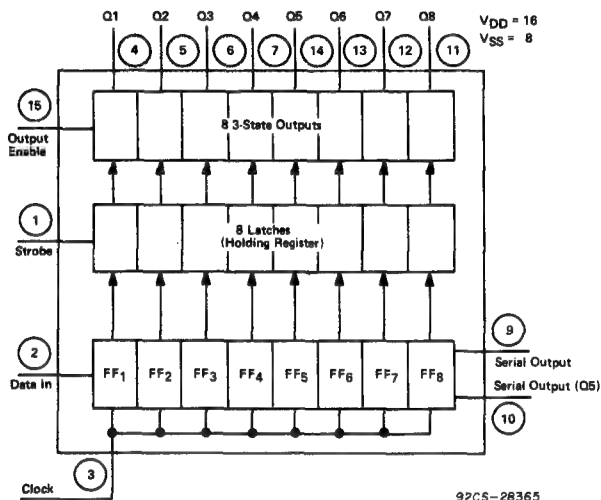 Q1 Q2 Q3 Q4 Q5 Q6 Q7 Q8
VDD = 16
VSS = 8
4 5 6 7 14 13 12 11
15
Output
Enable
8 3-State Outputs
1
Strobe
8 Latches
(Holding Register)
2
Data In
FF1 FF2 FF3 FF4 FF5 FF6 FF7 FF8
9
Serial Output
Serial Output (Q5)
10
3
Clock
92CS-28365